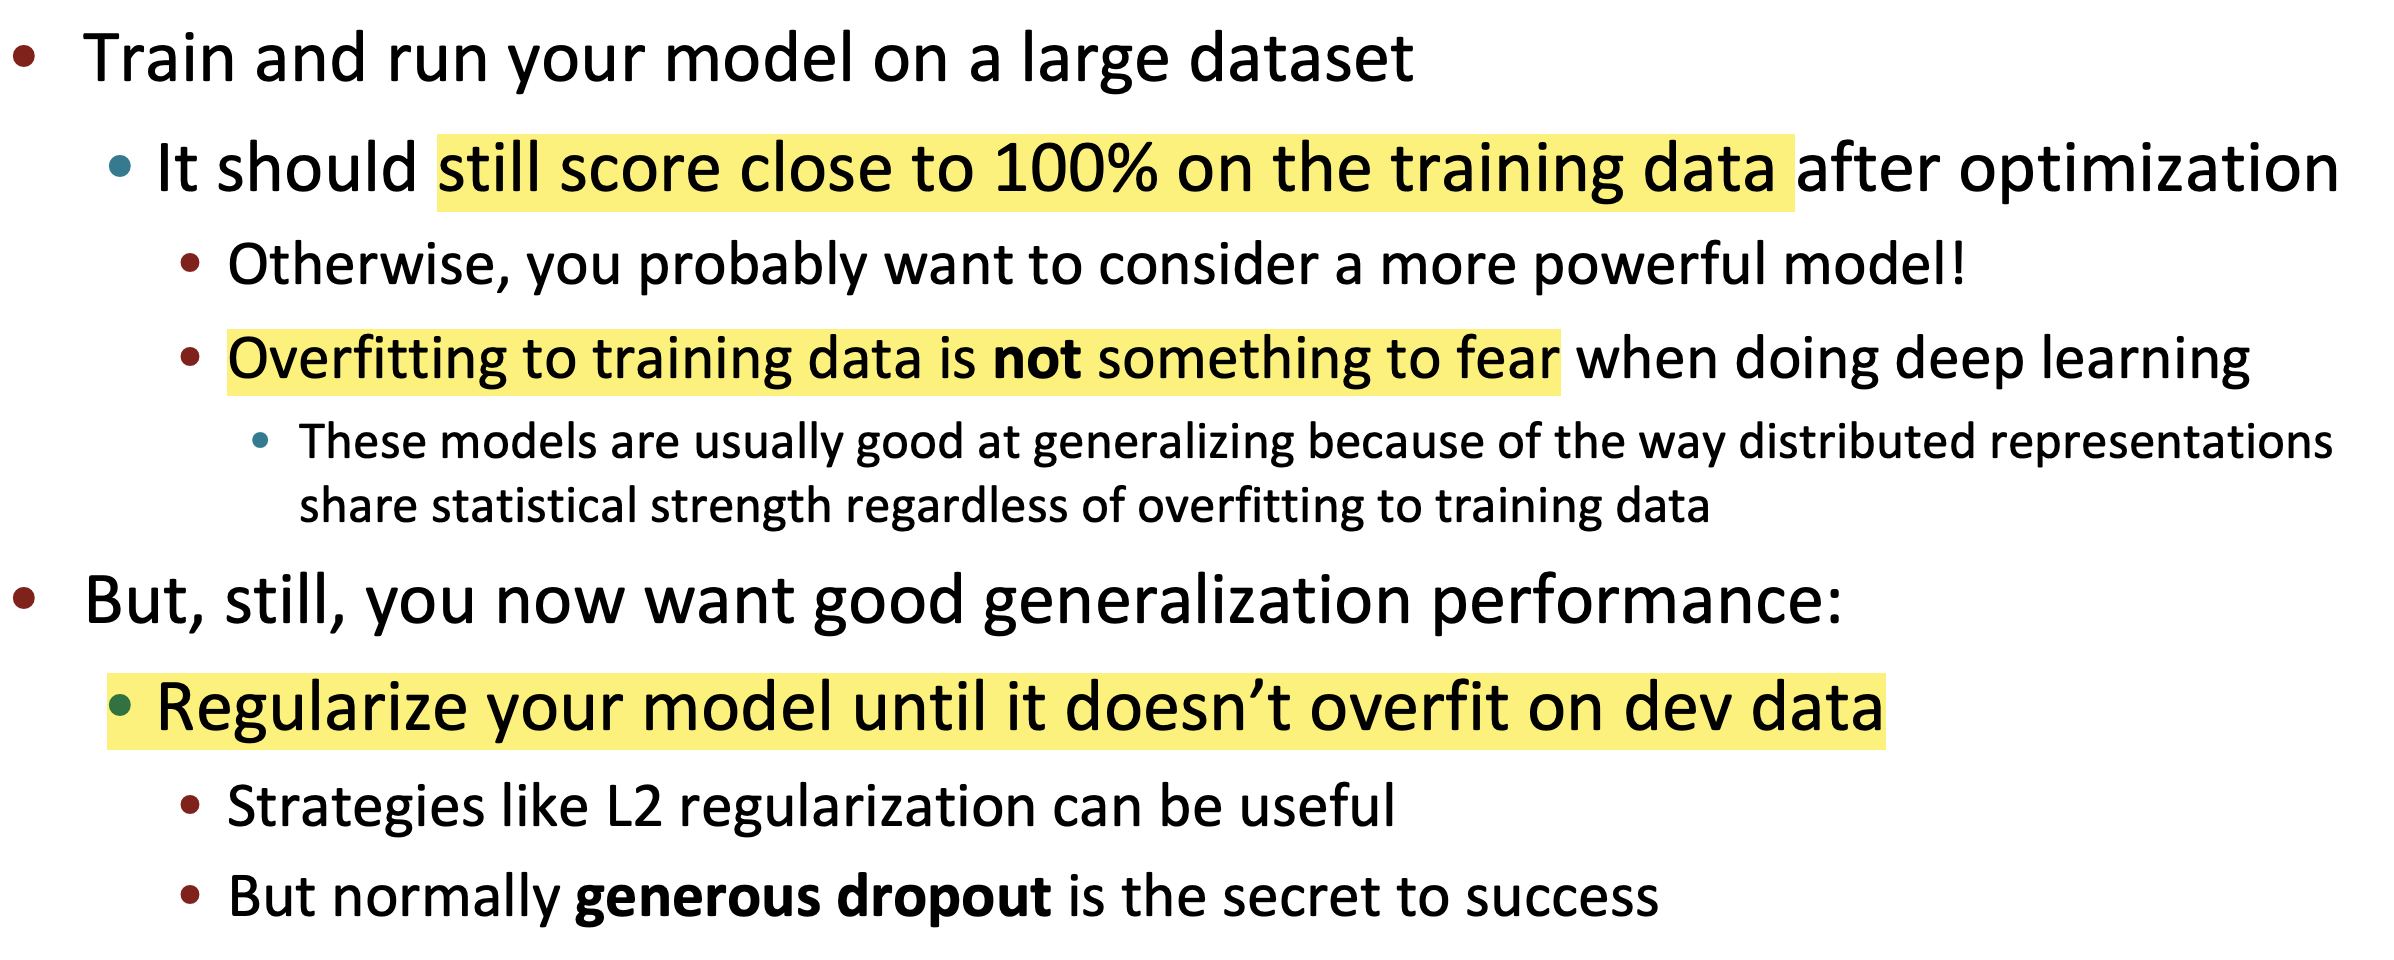 • Train and run your model on a large dataset
• It should still score close to 100% on the training data after optimization
• Otherwise, you probably want to consider a more powerful model!
• Overfitting to training data is not something to fear when doing deep learning
• These models are usually good at generalizing because of the way distributed representations
share statistical strength regardless of overfitting to training data
• But, still, you now want good generalization performance:
• Regularize your model until it doesn’t overfit on dev data
• Strategies like L2 regularization can be useful
• But normally generous dropout is the secret to success